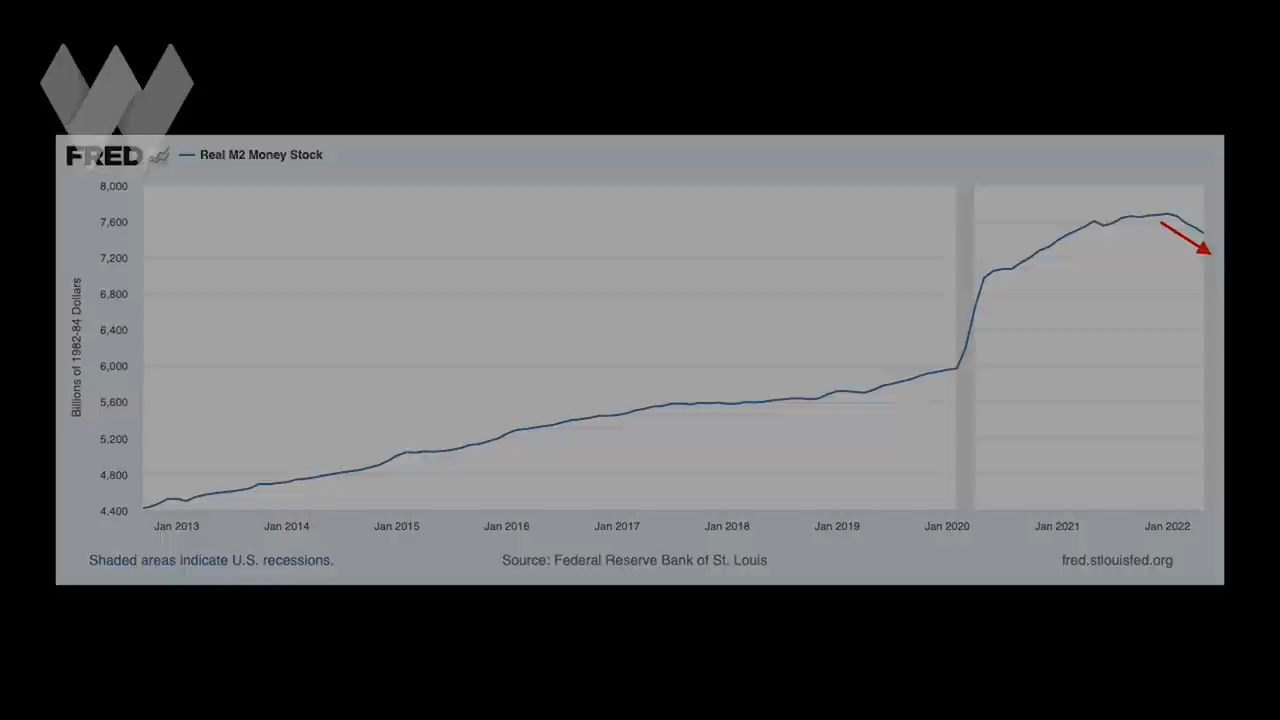 FRED
Real M2 Money Stock
8,000
7,600
7,200
6,800
6,400
6,000
5,600
5,200
4,800
4,400
Billions of 1982-84 Dollars
Jan 2013
Jan 2014
Jan 2015
Jan 2016
Jan 2017
Jan 2018
Jan 2019
Jan 2020
Jan 2021
Jan 2022
Shaded areas indicate U.S. recessions.
Source: Federal Reserve Bank of St. Louis
fred.stlouisfed.org